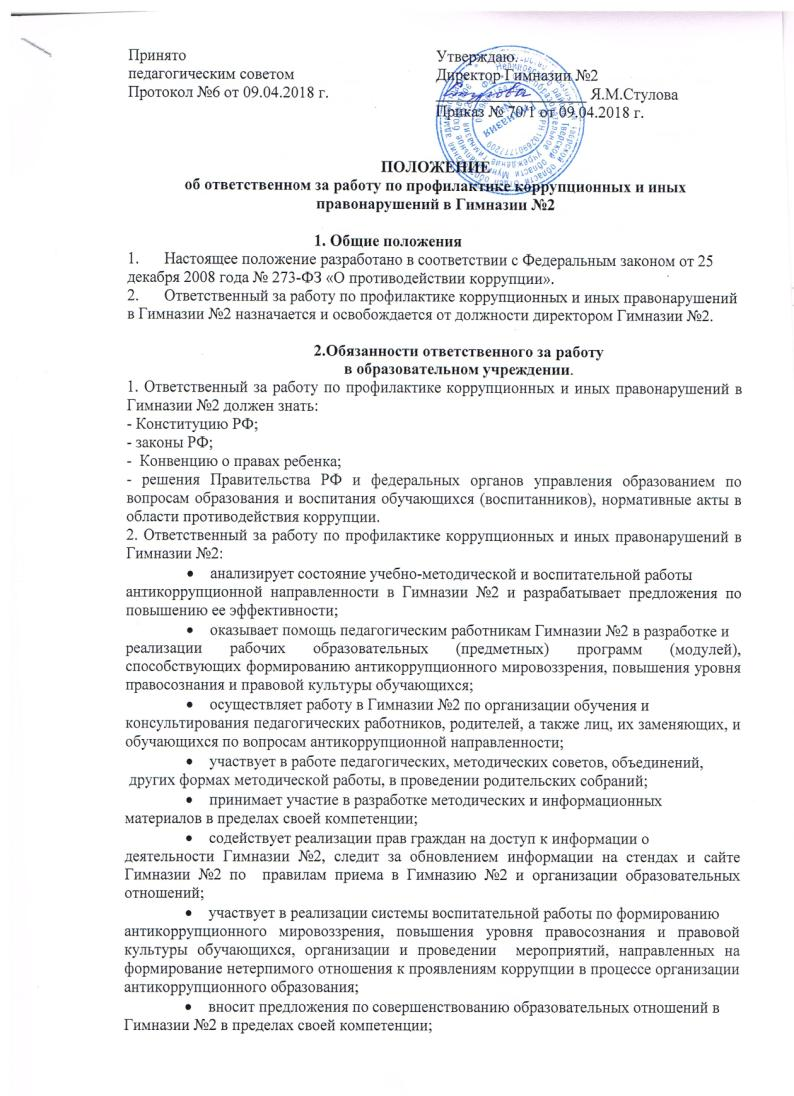 Принято
педагогическим советом
Протокол №6 от 09.04.2018 г.
Утверждаю.
Директор Гимназии №2
Я.М.Стулова
Приказ № 70/1 от 09.04.2018 г.
ПОЛОЖЕНИЕ
об ответственном за работу по профилактике коррупционных и иных
правонарушений в Гимназии №2
1. Общие положения
1. Настоящее положение разработано в соответствии с Федеральным законом от 25
декабря 2008 года № 273-ФЗ «О противодействии коррупции».
2. Ответственный за работу по профилактике коррупционных и иных правонарушений
в Гимназии №2 назначается и освобождается от должности директором Гимназии №2.
2.Обязанности ответственного за работу
в образовательном учреждении.
1. Ответственный за работу по профилактике коррупционных и иных правонарушений в
Гимназии №2 должен знать:
- Конституцию РФ;
- законы РФ;
- Конвенцию о правах ребенка;
- решения Правительства РФ и федеральных органов управления образованием по
вопросам образования и воспитания обучающихся (воспитанников), нормативные акты в
области противодействия коррупции.
2. Ответственный за работу по профилактике коррупционных и иных правонарушений в
Гимназии №2:
• анализирует состояние учебно-методической и воспитательной работы
антикоррупционной направленности в Гимназии №2 и разрабатывает предложения по
повышению ее эффективности;
• оказывает помощь педагогическим работникам Гимназии №2 в разработке и
реализации рабочих образовательных (предметных) программ (модулей),
способствующих формированию антикоррупционного мировоззрения, повышения уровня
правосознания и правовой культуры обучающихся;
• осуществляет работу в Гимназии №2 по организации обучения и
консультирования педагогических работников, родителей, а также лиц, их заменяющих, и
обучающихся по вопросам антикоррупционной направленности;
• участвует в работе педагогических, методических советов, объединений,
других формах методической работы, в проведении родительских собраний;
• принимает участие в разработке методических и информационных
материалов в пределах своей компетенции;
• содействует реализации прав граждан на доступ к информации о
деятельности Гимназии №2, следит за обновлением информации на стендах и сайте
Гимназии №2 по правилам приема в Гимназию №2 и организации образовательных
отношений;
• участвует в реализации системы воспитательной работы по формированию
антикоррупционного мировоззрения, повышения уровня правосознания и правовой
культуры обучающихся, организации и проведении мероприятий, направленных на
формирование нетерпимого отношения к проявлениям коррупции в процессе организации
антикоррупционного образования;
• вносит предложения по совершенствованию образовательных отношений в
Гимназии №2 в пределах своей компетенции;